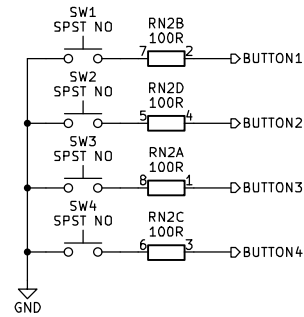 SW1
SPST NO
RN2B
100R
7 2
BUTTON1
SW2
SPST NO
RN2D
100R
5 4
BUTTON2
SW3
SPST NO
RN2A
100R
8 1
BUTTON3
SW4
SPST NO
RN2C
100R
6 3
BUTTON4
GND